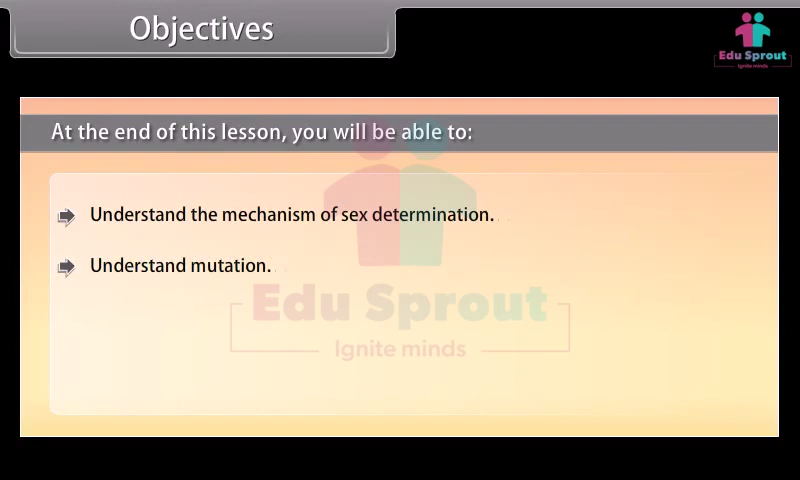 Objectives
Edu Sprout
Ignite minds
At the end of this lesson, you will be able to:
Understand the mechanism of sex determination.
Understand mutation.
Edu Sprout
Ignite minds